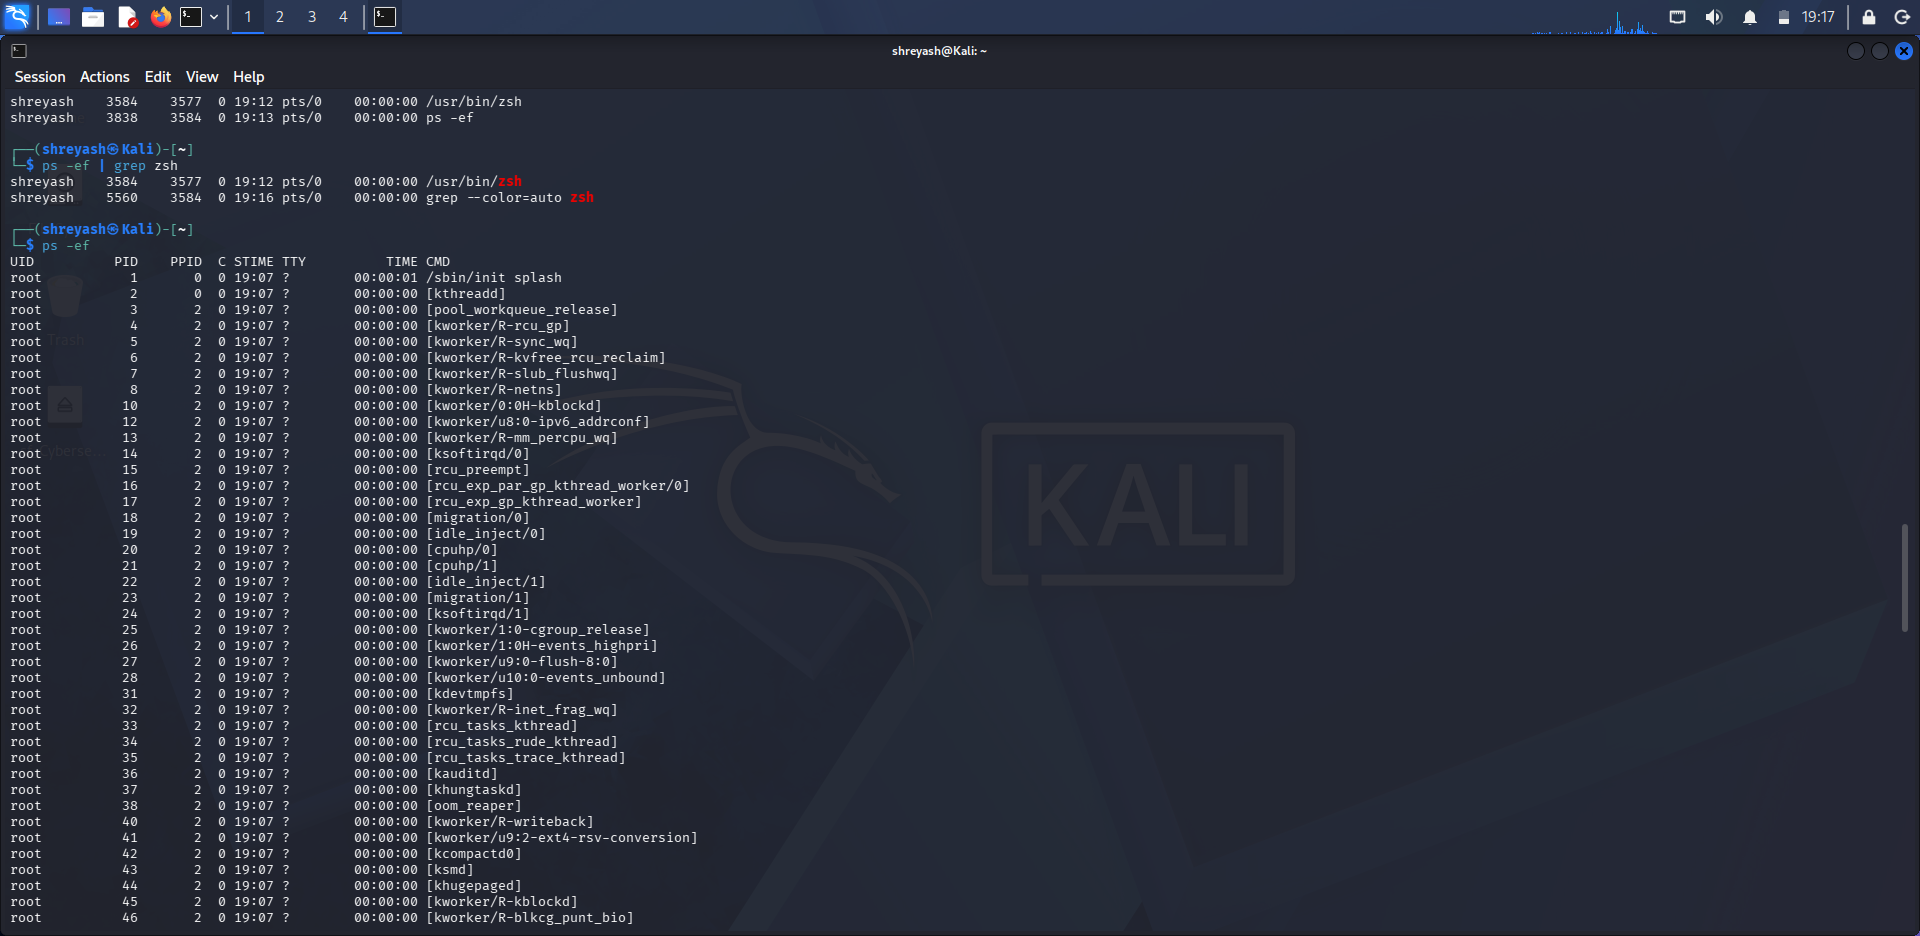 1 2 3 4 19:17
shreyash@Kali: ~
Session Actions Edit View Help
shreyash 3584 3577 0 19:12 pts/0 00:00:00 /usr/bin/zsh
shreyash 3838 3584 0 19:13 pts/0 00:00:00 ps -ef
┌──(shreyash㉿Kali)-[~]
└─$ ps -ef | grep zsh
shreyash 3584 3577 0 19:12 pts/0 00:00:00 /usr/bin/zsh
shreyash 5560 3584 0 19:16 pts/0 00:00:00 grep --color=auto zsh
┌──(shreyash㉿Kali)-[~]
└─$ ps -ef
UID PID PPID C STIME TTY TIME CMD
root 1 0 0 19:07 ? 00:00:01 /sbin/init splash
root 2 0 0 19:07 ? 00:00:00 [kthreadd]
root 3 2 0 19:07 ? 00:00:00 [pool_workqueue_release]
root 4 2 0 19:07 ? 00:00:00 [kworker/R-rcu_gp]
root 5 2 0 19:07 ? 00:00:00 [kworker/R-sync_wq]
root 6 2 0 19:07 ? 00:00:00 [kworker/R-kvfree_rcu_reclaim]
root 7 2 0 19:07 ? 00:00:00 [kworker/R-slub_flushwq]
root 8 2 0 19:07 ? 00:00:00 [kworker/R-netns]
root 10 2 0 19:07 ? 00:00:00 [kworker/0:0H-kblockd]
root 12 2 0 19:07 ? 00:00:00 [kworker/u8:0-ipv6_addrconf]
root 13 2 0 19:07 ? 00:00:00 [kworker/R-mm_percpu_wq]
root 14 2 0 19:07 ? 00:00:00 [ksoftirqd/0]
root 15 2 0 19:07 ? 00:00:00 [rcu_preempt]
root 16 2 0 19:07 ? 00:00:00 [rcu_exp_par_gp_kthread_worker/0]
root 17 2 0 19:07 ? 00:00:00 [rcu_exp_gp_kthread_worker]
root 18 2 0 19:07 ? 00:00:00 [migration/0]
root 19 2 0 19:07 ? 00:00:00 [idle_inject/0]
root 20 2 0 19:07 ? 00:00:00 [cpuhp/0]
root 21 2 0 19:07 ? 00:00:00 [cpuhp/1]
root 22 2 0 19:07 ? 00:00:00 [idle_inject/1]
root 23 2 0 19:07 ? 00:00:00 [migration/1]
root 24 2 0 19:07 ? 00:00:00 [ksoftirqd/1]
root 25 2 0 19:07 ? 00:00:00 [kworker/1:0-cgroup_release]
root 26 2 0 19:07 ? 00:00:00 [kworker/1:0H-events_highpri]
root 27 2 0 19:07 ? 00:00:00 [kworker/u9:0-flush-8:0]
root 28 2 0 19:07 ? 00:00:00 [kworker/u10:0-events_unbound]
root 31 2 0 19:07 ? 00:00:00 [kdevtmpfs]
root 32 2 0 19:07 ? 00:00:00 [kworker/R-inet_frag_wq]
root 33 2 0 19:07 ? 00:00:00 [rcu_tasks_kthread]
root 34 2 0 19:07 ? 00:00:00 [rcu_tasks_rude_kthread]
root 35 2 0 19:07 ? 00:00:00 [rcu_tasks_trace_kthread]
root 36 2 0 19:07 ? 00:00:00 [kauditd]
root 37 2 0 19:07 ? 00:00:00 [khungtaskd]
root 38 2 0 19:07 ? 00:00:00 [oom_reaper]
root 40 2 0 19:07 ? 00:00:00 [kworker/R-writeback]
root 41 2 0 19:07 ? 00:00:00 [kworker/u9:2-ext4-rsv-conversion]
root 42 2 0 19:07 ? 00:00:00 [kcompactd0]
root 43 2 0 19:07 ? 00:00:00 [ksmd]
root 44 2 0 19:07 ? 00:00:00 [khugepaged]
root 45 2 0 19:07 ? 00:00:00 [kworker/R-kblockd]
root 46 2 0 19:07 ? 00:00:00 [kworker/R-blkcg_punt_bio]
Trash
KALI